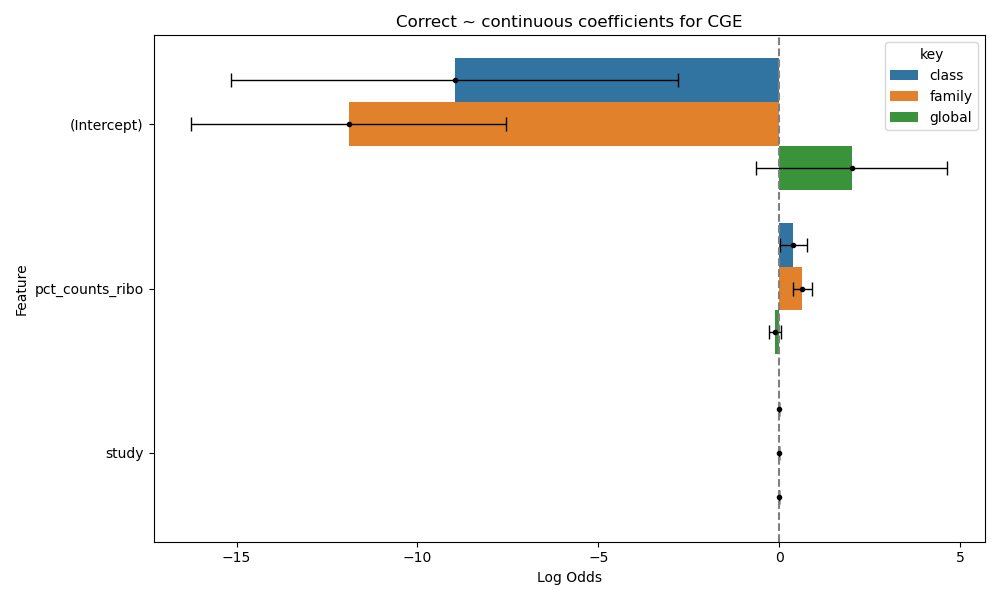 Correct ~ continuous coefficients for CGE
key
class
family
global
Feature
(Intercept)
pct_counts_ribo
study
−15
−10
−5
0
5
Log Odds